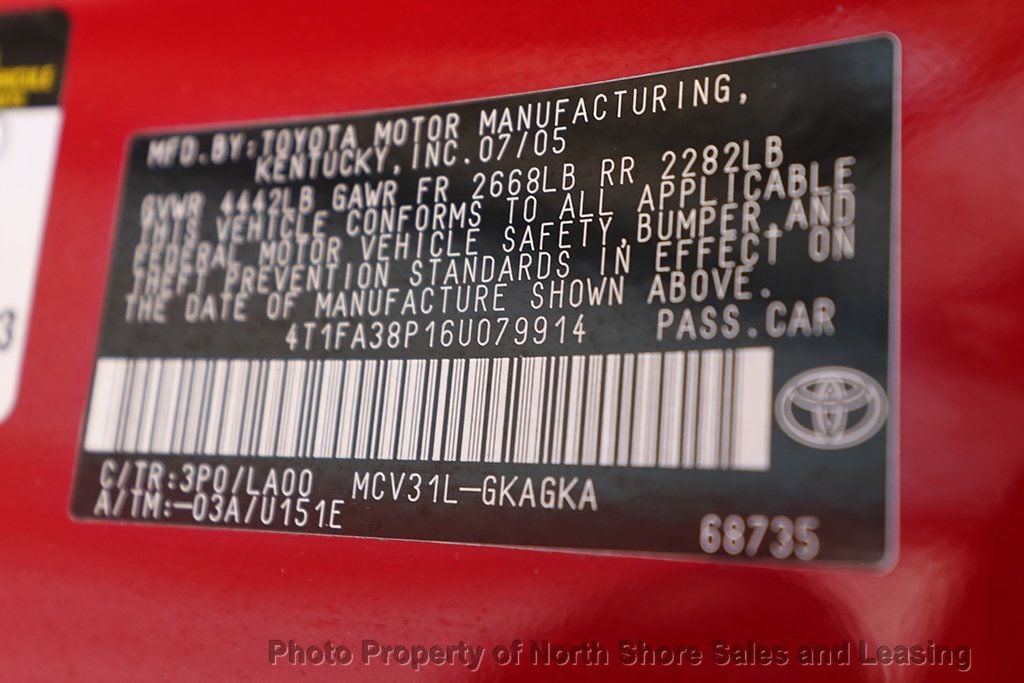 MFD.BY:TOYOTA MOTOR MANUFACTURING,
KENTUCKY,INC.07/05
GVWR 4442LB GAWR FR 2668LB RR 2282LB
THIS VEHICLE CONFORMS TO ALL APPLICABLE
FEDERAL MOTOR VEHICLE SAFETY,BUMPER,AND
THEFT PREVENTION STANDARDS IN EFFECT ON
THE DATE OF MANUFACTURE SHOWN ABOVE.
4T1FA38P16U079914 PASS.CAR
C/TR:3P0/LA00 MCV31L-GKAGKA
A/TM:-03A/U151E
68735
3
Photo Property of North Shore Sales and Leasing